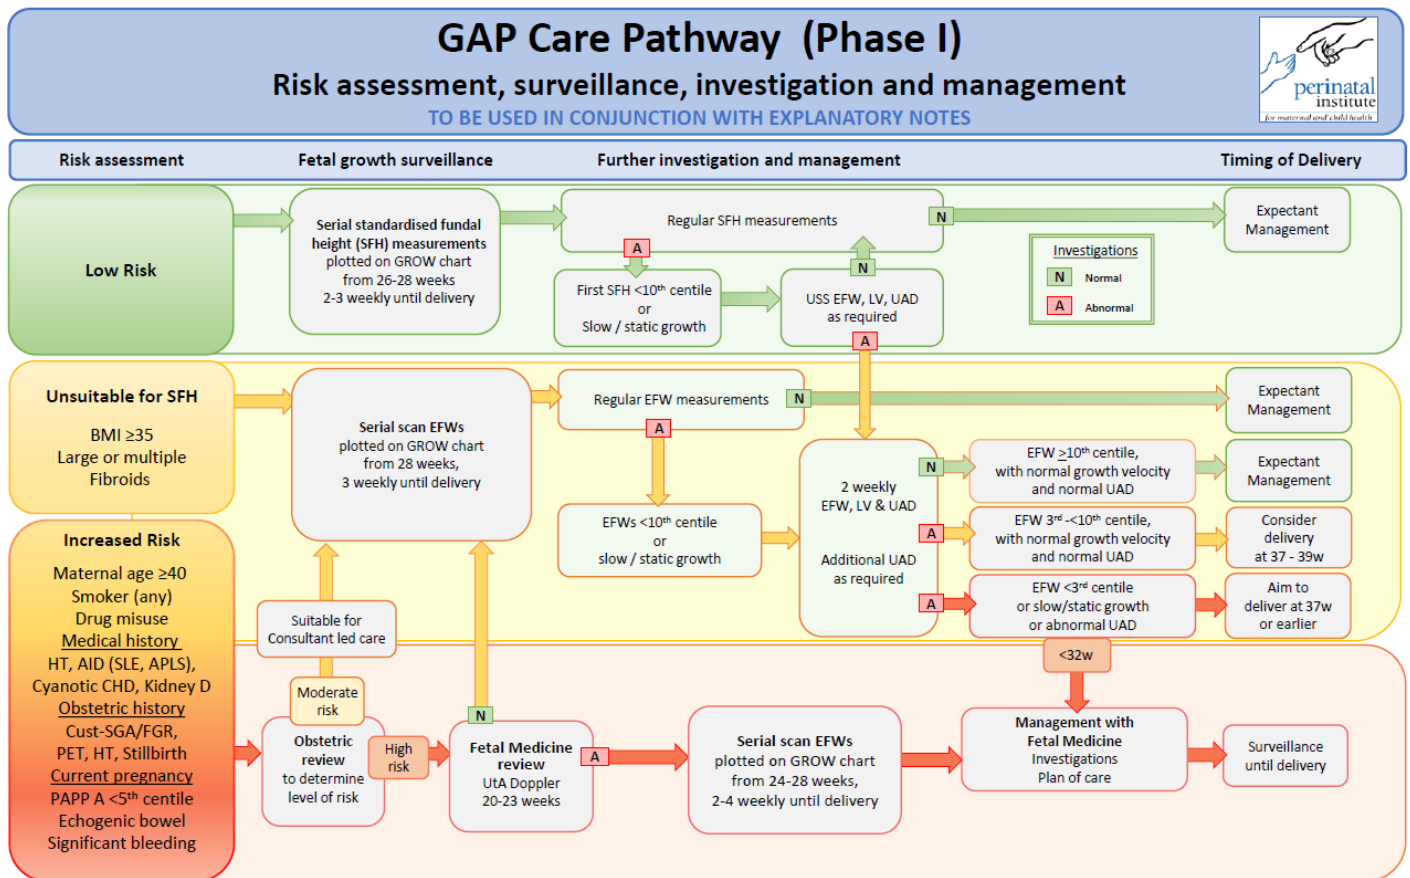 GAP Care Pathway (Phase I)
Risk assessment, surveillance, investigation and management
TO BE USED IN CONJUNCTION WITH EXPLANATORY NOTES
perinatal
institute
for maternal and child health
Risk assessment
Fetal growth surveillance
Further investigation and management
Timing of Delivery
Low Risk
Serial standardised fundal
height (SFH) measurements
plotted on GROW chart
from 26-28 weeks
2-3 weekly until delivery
Regular SFH measurements
N
A
First SFH <10th centile
or
Slow / static growth
N
USS EFW, LV, UAD
as required
A
Expectant
Management
Investigations
N Normal
A Abnormal
Unsuitable for SFH
BMI ≥35
Large or multiple
Fibroids
Serial scan EFWs
plotted on GROW chart
from 28 weeks,
3 weekly until delivery
Regular EFW measurements
N
A
Expectant
Management
EFWs <10th centile
or
slow / static growth
2 weekly
EFW, LV & UAD
Additional UAD
as required
N
EFW ≥10th centile,
with normal growth velocity
and normal UAD
Expectant
Management
A
EFW 3rd -<10th centile,
with normal growth velocity
and normal UAD
Consider
delivery
at 37 - 39w
A
EFW <3rd centile
or slow/static growth
or abnormal UAD
Aim to
deliver at 37w
or earlier
Increased Risk
Maternal age ≥40
Smoker (any)
Drug misuse
Medical history
HT, AID (SLE, APLS),
Cyanotic CHD, Kidney D
Obstetric history
Cust-SGA/FGR,
PET, HT, Stillbirth
Current pregnancy
PAPP A <5th centile
Echogenic bowel
Significant bleeding
Suitable for
Consultant led care
Moderate
risk
Obstetric
review
to determine
level of risk
High
risk
N
Fetal Medicine
review
UtA Doppler
20-23 weeks
A
Serial scan EFWs
plotted on GROW chart
from 24-28 weeks,
2-4 weekly until delivery
<32w
Management with
Fetal Medicine
Investigations
Plan of care
Surveillance
until delivery